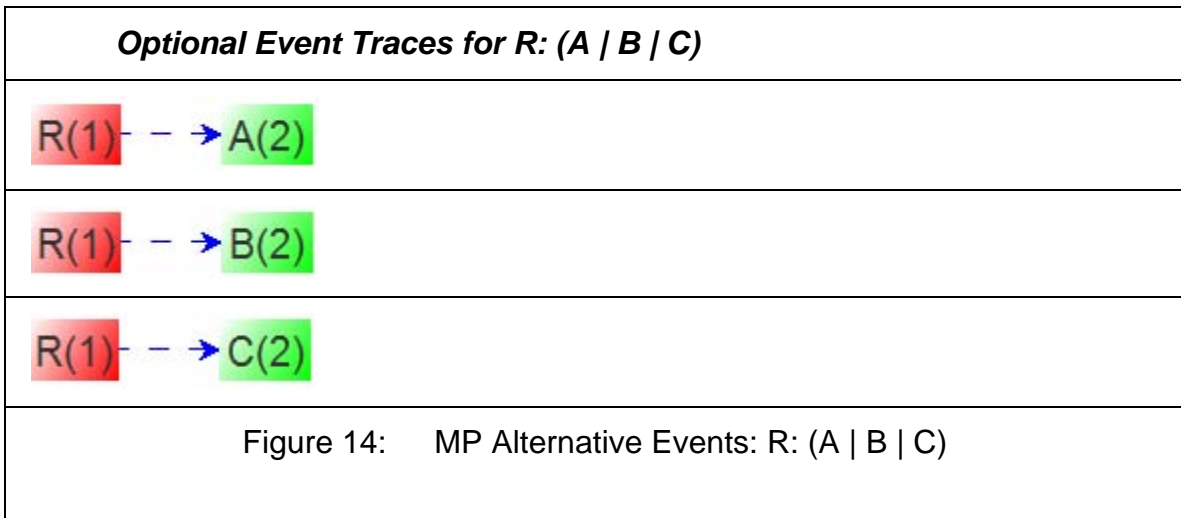 Optional Event Traces for R: (A | B | C)
R(1) A(2)
R(1) B(2)
R(1) C(2)
Figure 14: MP Alternative Events: R: (A | B | C)